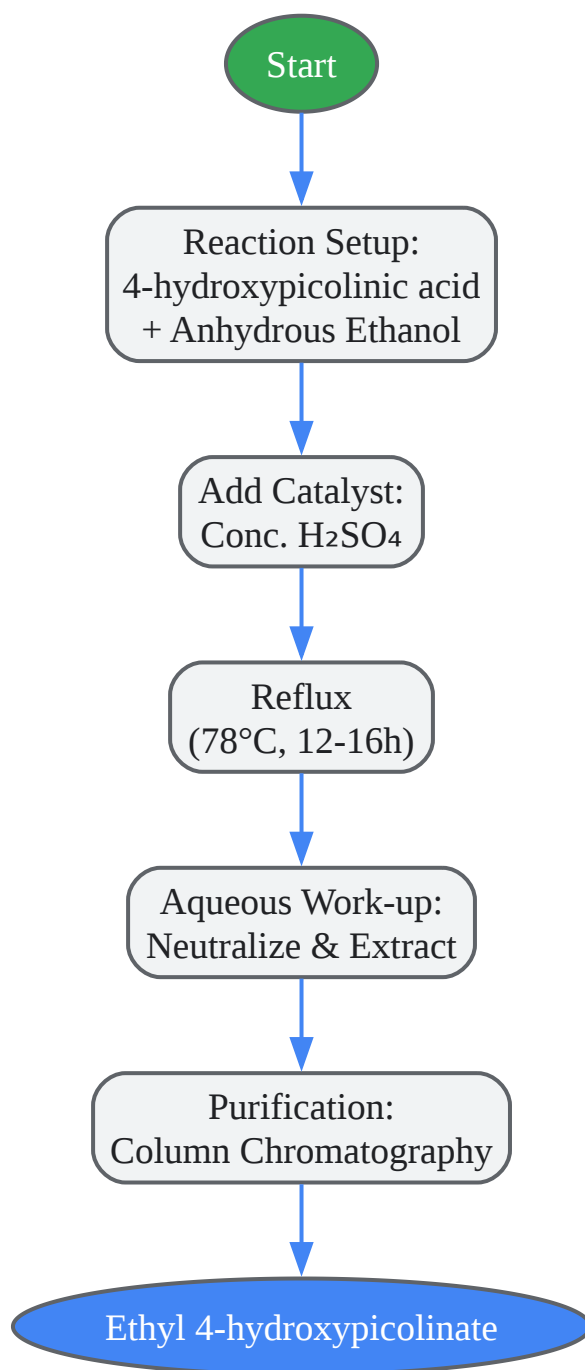 Start
Reaction Setup:
4-hydroxypicolinic acid
+ Anhydrous Ethanol
Add Catalyst:
Conc. H₂SO₄
Reflux
(78°C, 12-16h)
Aqueous Work-up:
Neutralize & Extract
Purification:
Column Chromatography
Ethyl 4-hydroxypicolinate